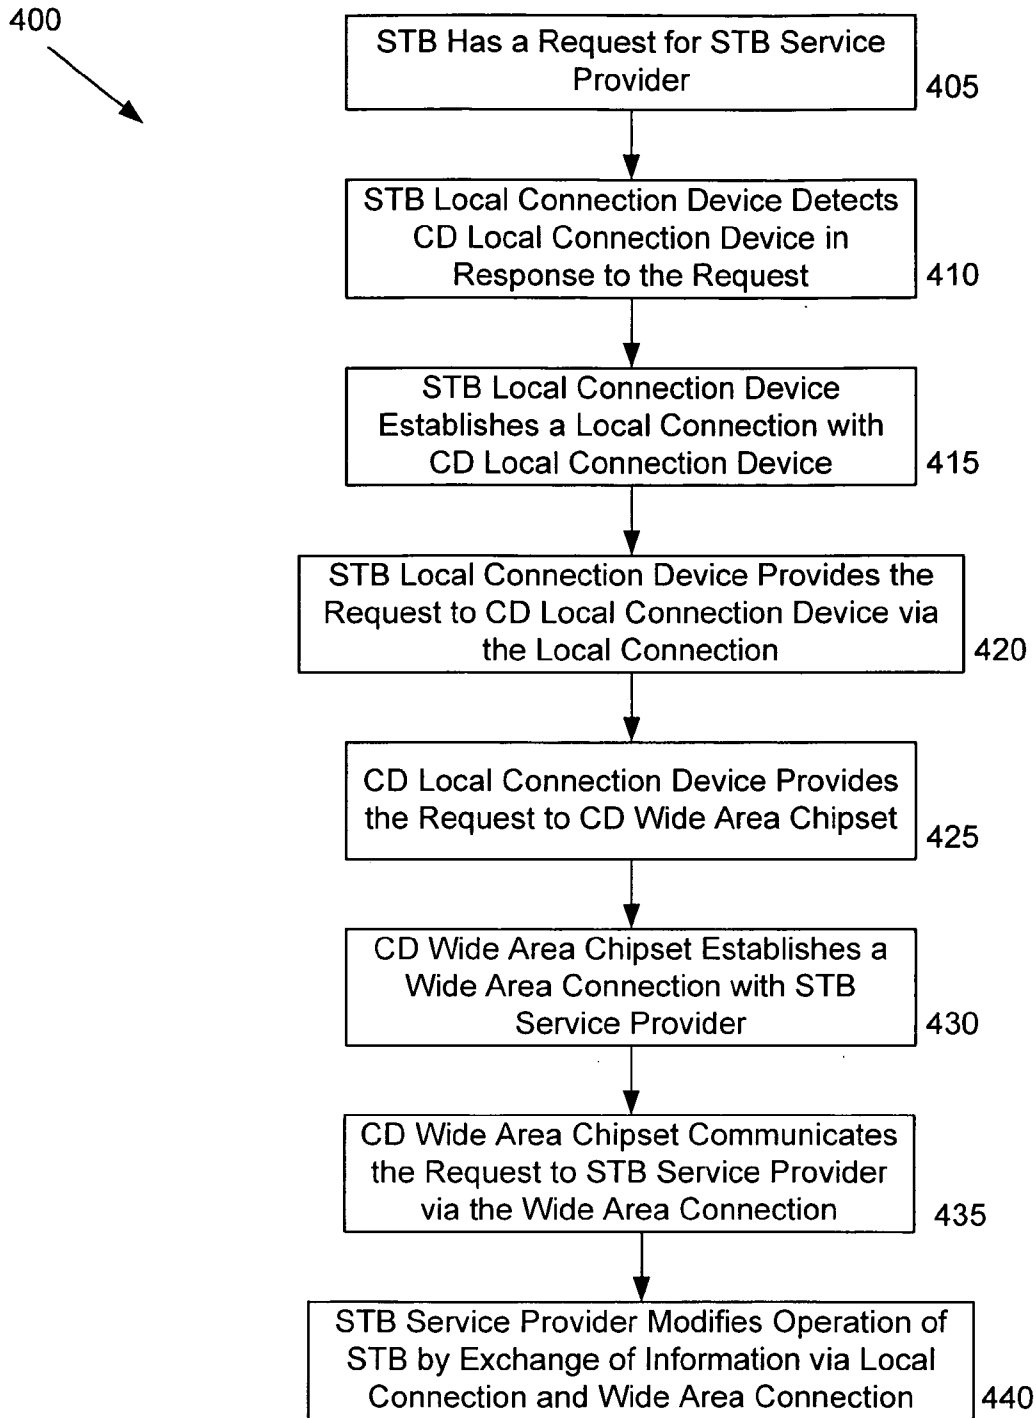 400
STB Has a Request for STB Service
Provider
405
STB Local Connection Device Detects
CD Local Connection Device in
Response to the Request
410
STB Local Connection Device
Establishes a Local Connection with
CD Local Connection Device
415
STB Local Connection Device Provides the
Request to CD Local Connection Device via
the Local Connection
420
CD Local Connection Device Provides
the Request to CD Wide Area Chipset
425
CD Wide Area Chipset Establishes a
Wide Area Connection with STB
Service Provider
430
CD Wide Area Chipset Communicates
the Request to STB Service Provider
via the Wide Area Connection
435
STB Service Provider Modifies Operation of
STB by Exchange of Information via Local
Connection and Wide Area Connection
440